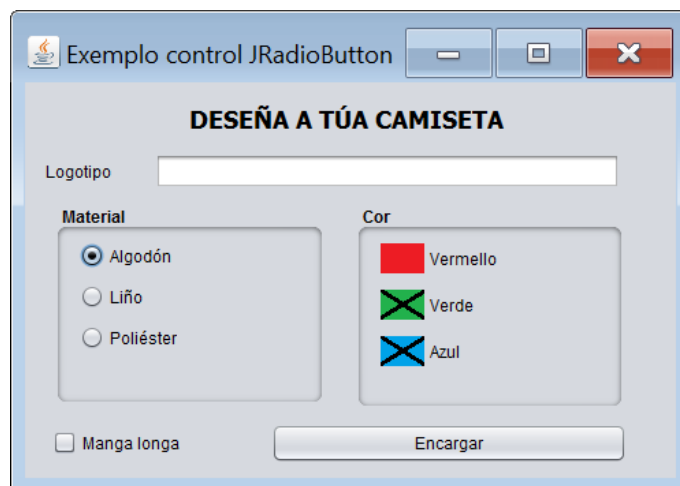 Exemplo control JRadioButton
DESEÑA A TÚA CAMISETA
Logotipo
Material
Algodón
Liño
Poliéster
Cor
Vermello
Verde
Azul
Manga longa
Encargar